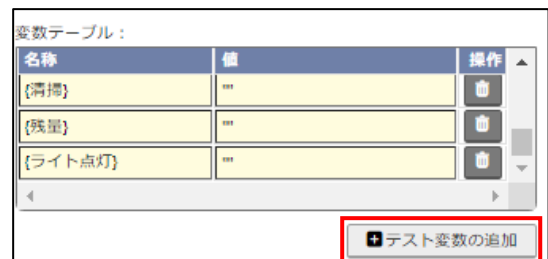 変数テーブル：
名称 値 操作
{清掃} ""
{残量} ""
{ライト点灯} ""
テスト変数の追加